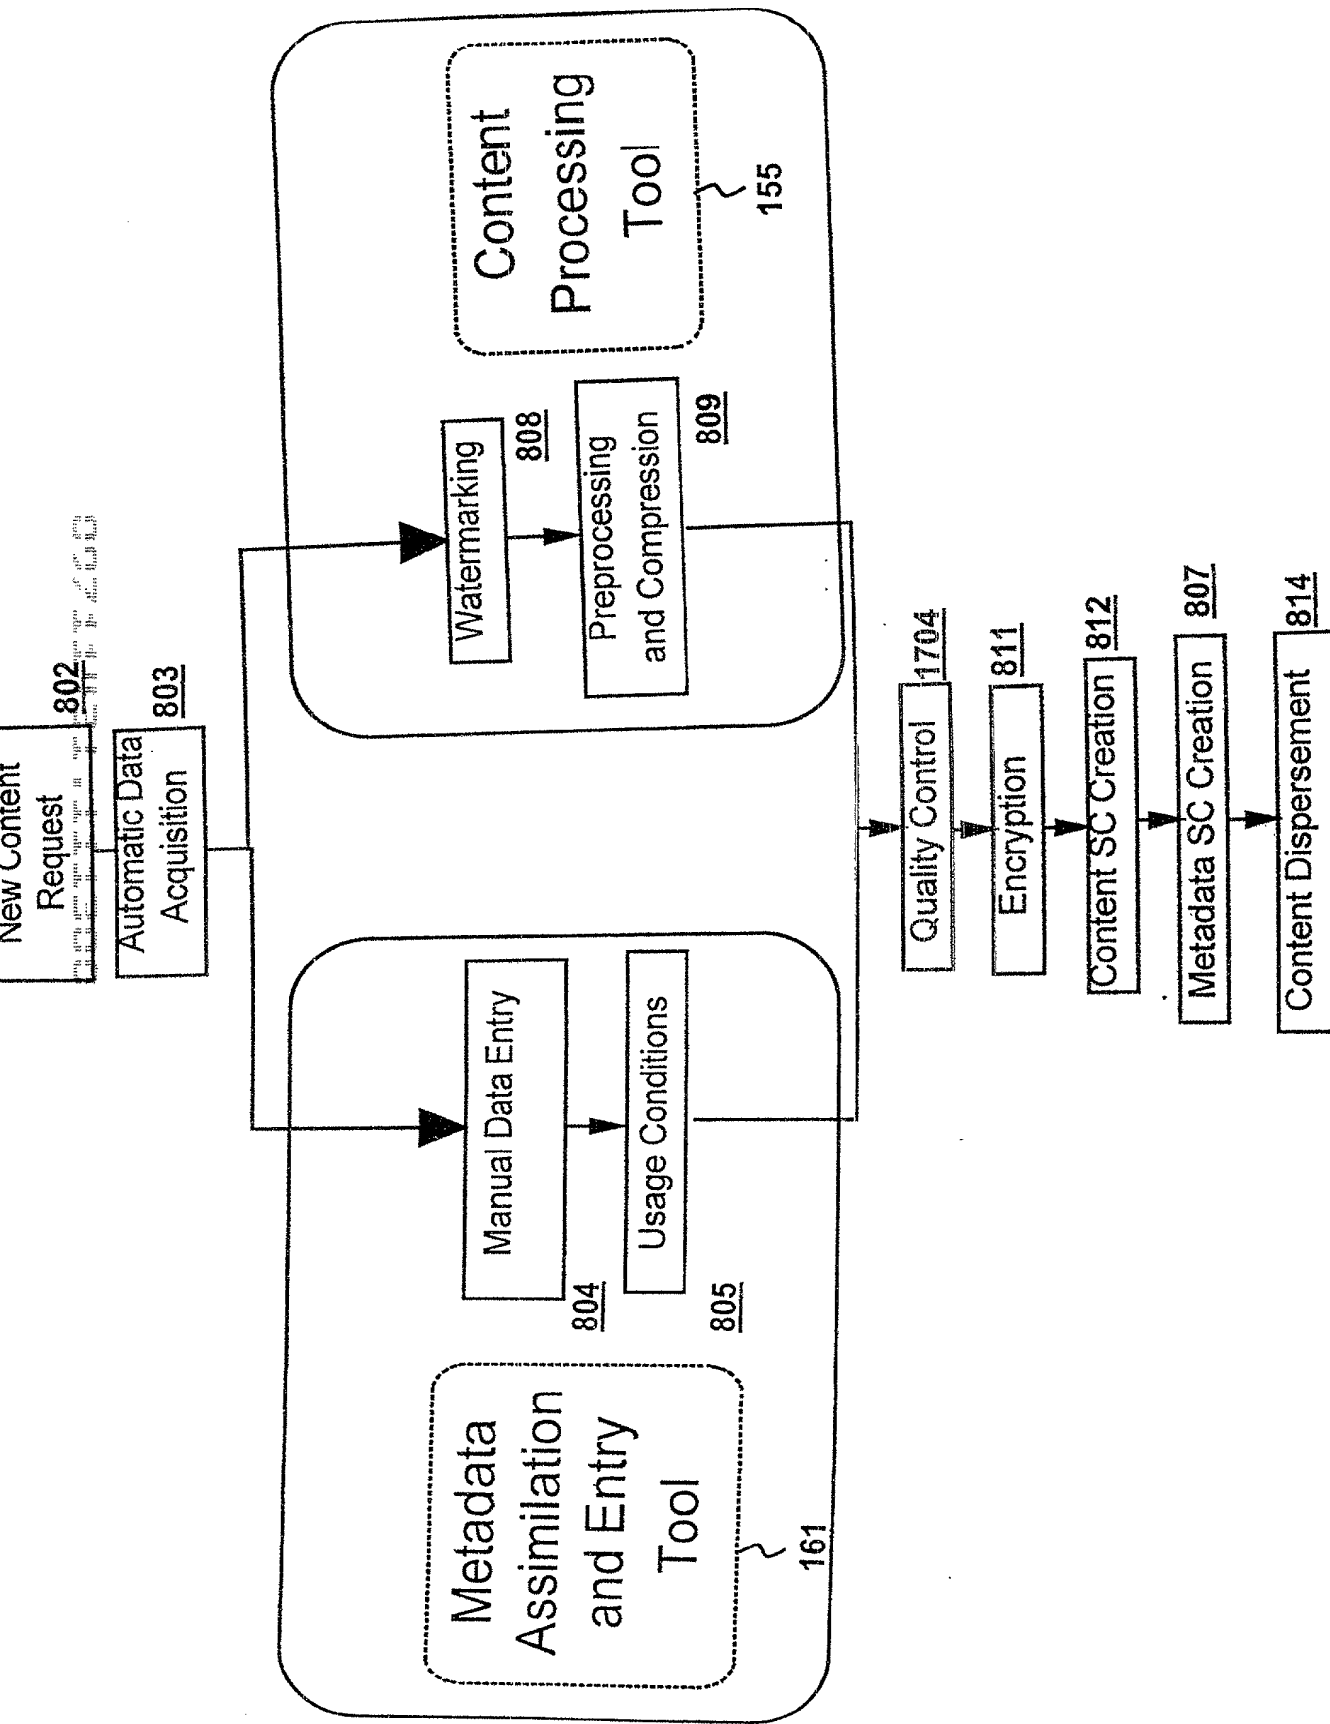 New Content
Request
802
Automatic Data
Acquisition
803
Metadata
Assimilation
and Entry
Tool
161
Manual Data Entry
804
Usage Conditions
805
Watermarking
808
Preprocessing
and Compression
809
Content
Processing
Tool
155
Quality Control
1704
Encryption
811
Content SC Creation
812
Metadata SC Creation
807
Content Dispersement
814